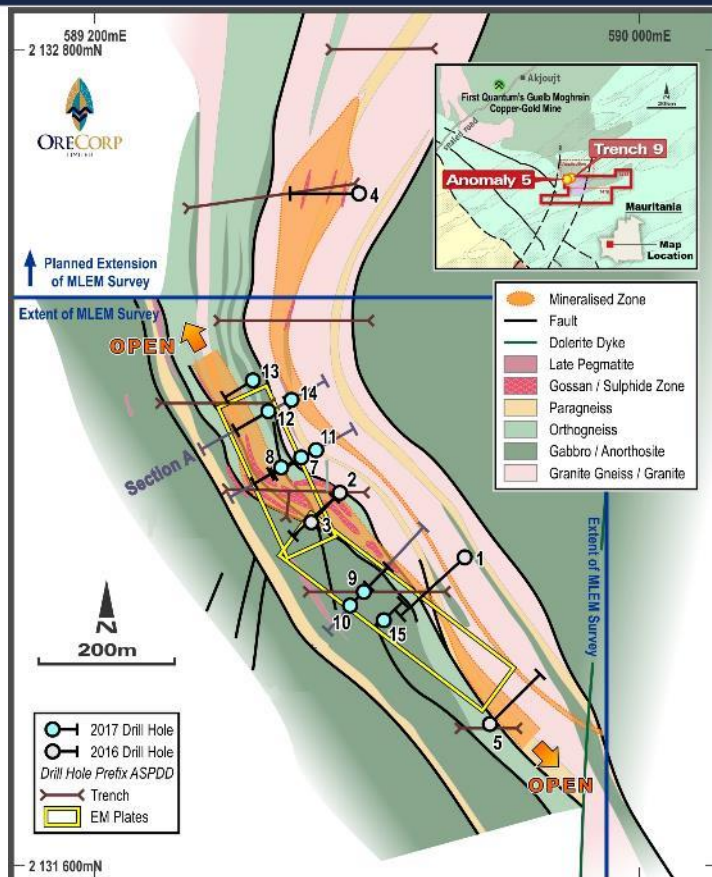 589 200mE
590 000mE
2 132 800mN
ORECORP
LIMITED
Akjoujt
First Quantum's Guelb Moghrein
Copper-Gold Mine
N
sealed road
Trench 9
Anomaly 5
Mauritania
Map
Location
4
Planned Extension
of MLEM Survey
Extent of MLEM Survey
OPEN
Mineralised Zone
Fault
Dolerite Dyke
Late Pegmatite
Gossan / Sulphide Zone
Paragneiss
Orthogneiss
Gabbro / Anorthosite
Granite Gneiss / Granite
13
14
12
11
8
7
Section A
2
3
1
9
10
15
5
Extent of MLEM Survey
N
200m
OPEN
2017 Drill Hole
2016 Drill Hole
Drill Hole Prefix ASPDD
Trench
EM Plates
2 131 600mN